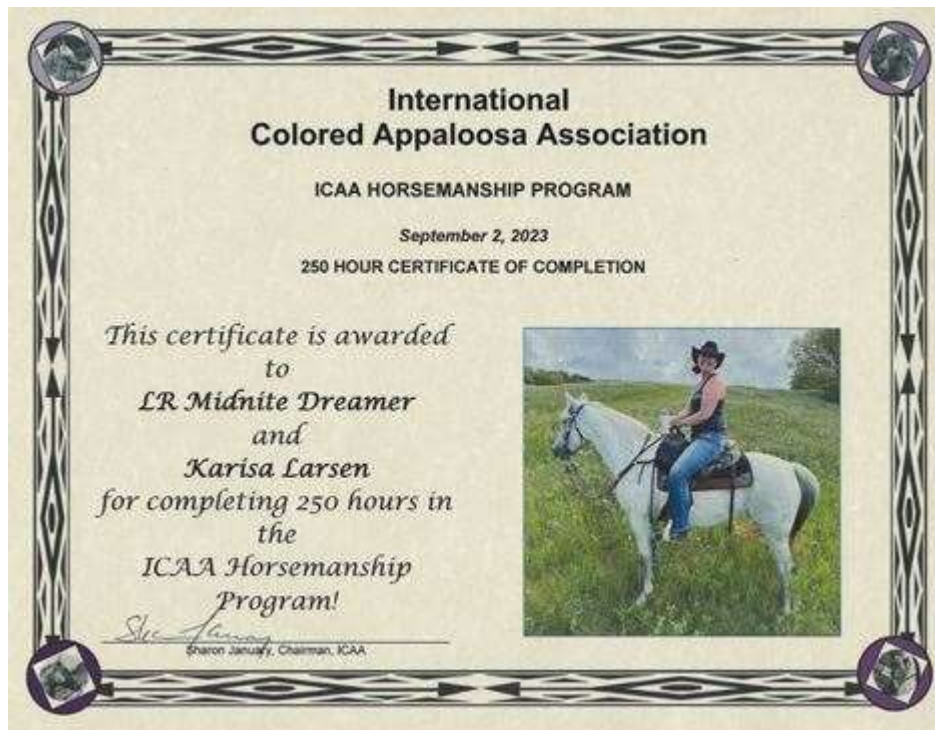 International
Colored Appaloosa Association
ICAA HORSEMANSHIP PROGRAM
September 2, 2023
250 HOUR CERTIFICATE OF COMPLETION
This certificate is awarded
to
LR Midnite Dreamer
and
Karisa Larsen
for completing 250 hours in
the
ICAA Horsemanship
Program!
Sharon January, Chairman, ICAA